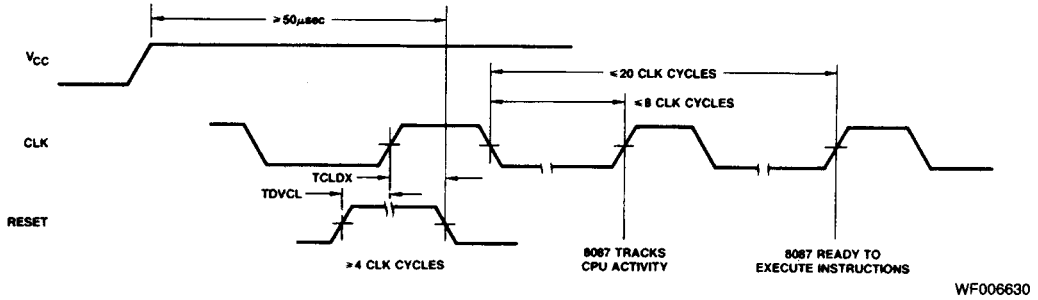 ≥50μsec
VCC
≤20 CLK CYCLES
≤8 CLK CYCLES
CLK
TCLDX
TDVCL
RESET
≥4 CLK CYCLES
8087 TRACKS
CPU ACTIVITY
8087 READY TO
EXECUTE INSTRUCTIONS
WF006630